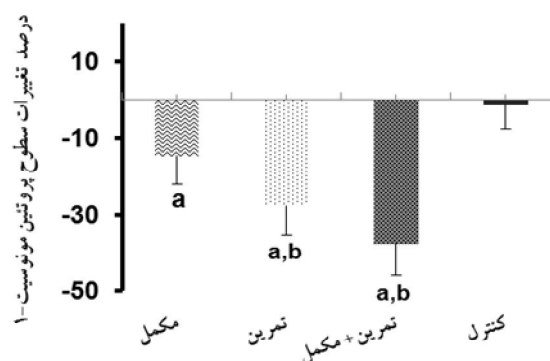 درصد تغییرات سطوح پروتئین مونوسیت-۱
10
-10
-30
-50
a
a,b
a,b
مکمل
تمرین
تمرین+مکمل
کنترل